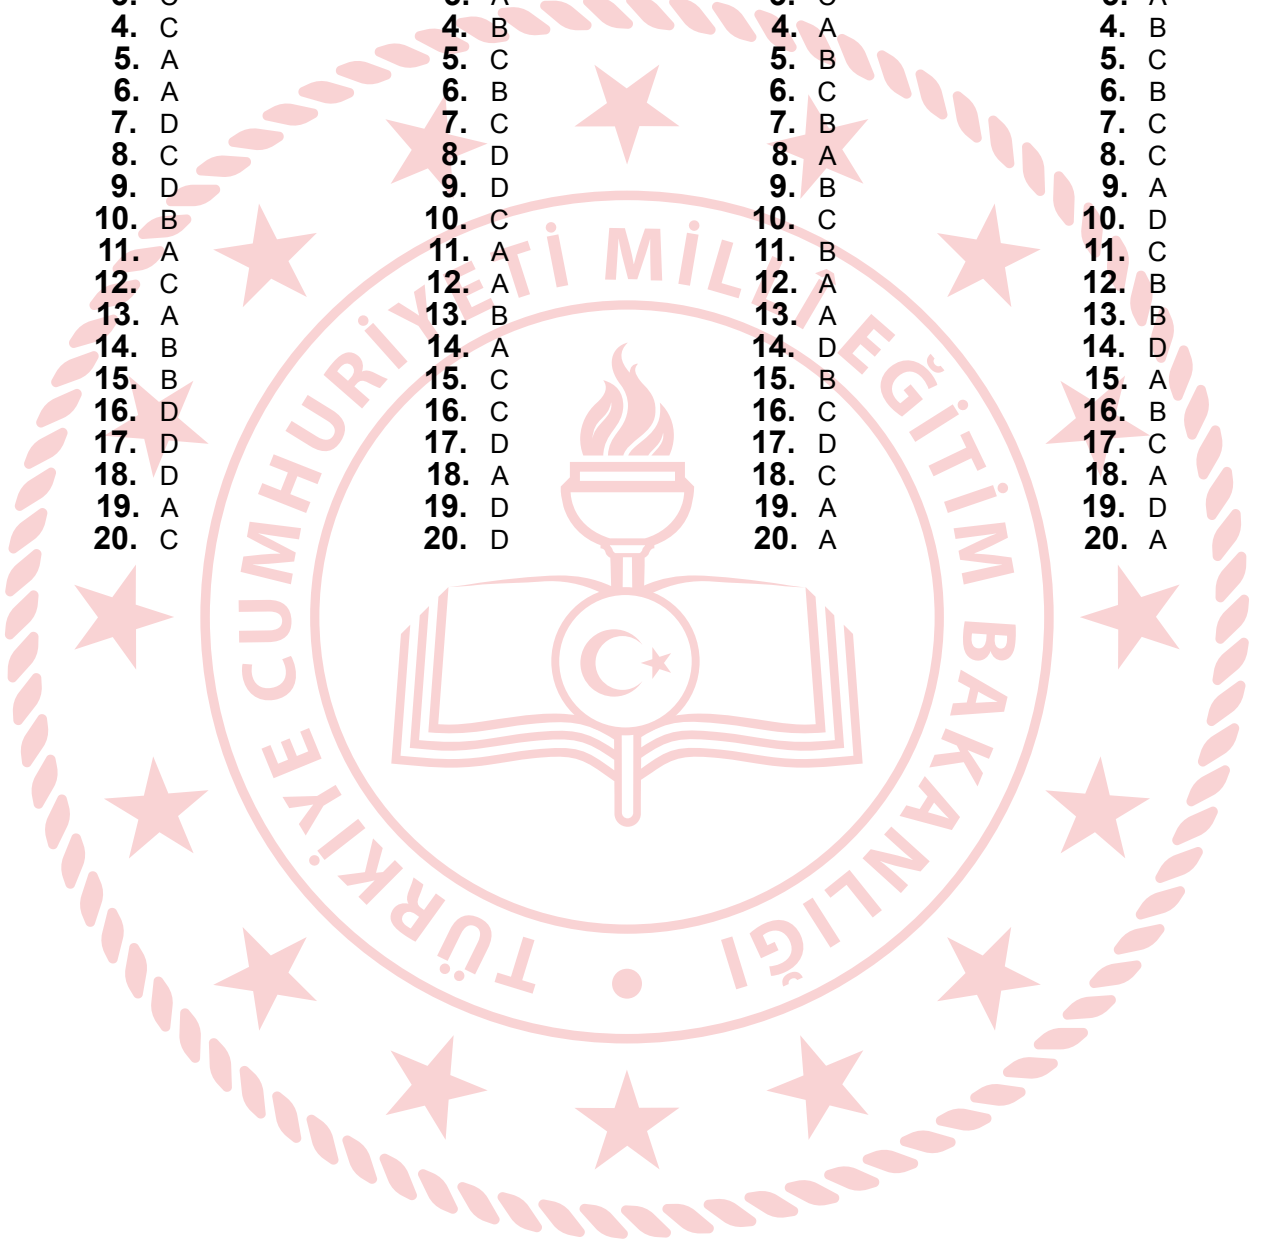 4. C 4. B 4. A 4. B
5. A 5. C 5. B 5. C
6. A 6. B 6. C 6. B
7. D 7. C 7. B 7. C
8. C 8. D 8. A 8. C
9. D 9. D 9. B 9. A
10. B 10. C 10. C 10. D
11. A 11. A 11. B 11. C
12. C 12. A 12. A 12. B
13. A 13. B 13. A 13. B
14. B 14. A 14. D 14. D
15. B 15. C 15. B 15. A
16. D 16. C 16. C 16. B
17. D 17. D 17. D 17. C
18. D 18. A 18. C 18. A
19. A 19. D 19. A 19. D
20. C 20. D 20. A 20. A
TÜRKİYE CUMHURİYETİ MİLLÎ EĞİTİM BAKANLIĞI